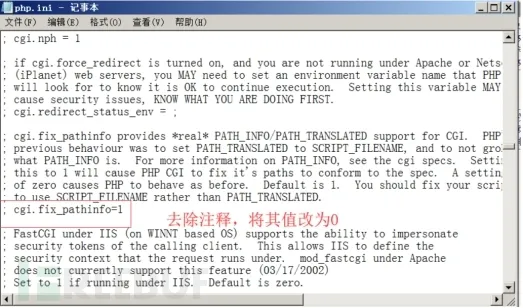 php.ini - 记事本
文件(F) 编辑(E) 格式(O) 查看(V) 帮助(H)
; cgi.nph = 1
; if cgi.force_redirect is turned on, and you are not running under Apache or Nets
; (iPlanet) web servers, you MAY need to set an environment variable name that PHP
; will look for to know it is OK to continue execution.  Setting this variable MAY
; cause security issues, KNOW WHAT YOU ARE DOING FIRST.
; cgi.redirect_status_env = ;
; cgi.fix_pathinfo provides *real* PATH_INFO/PATH_TRANSLATED support for CGI.  PHP
; previous behaviour was to set PATH_TRANSLATED to SCRIPT_FILENAME, and to not gro
; what PATH_INFO is.  For more information on PATH_INFO, see the cgi specs.  Setti
; this to 1 will cause PHP CGI to fix it's paths to conform to the spec.  A settin
; of zero causes PHP to behave as before.  Default is 1.  You should fix your scri
; to use SCRIPT_FILENAME rather than PATH_TRANSLATED.
; cgi.fix_pathinfo=1
去除注释，将其值改为0
; FastCGI under IIS (on WINNT based OS) supports the ability to impersonate
; security tokens of the calling client.  This allows IIS to define the
; security context that the request runs under.  mod_fastcgi under Apache
; does not currently support this feature (03/17/2002)
; Set to 1 if running under IIS.  Default is zero.